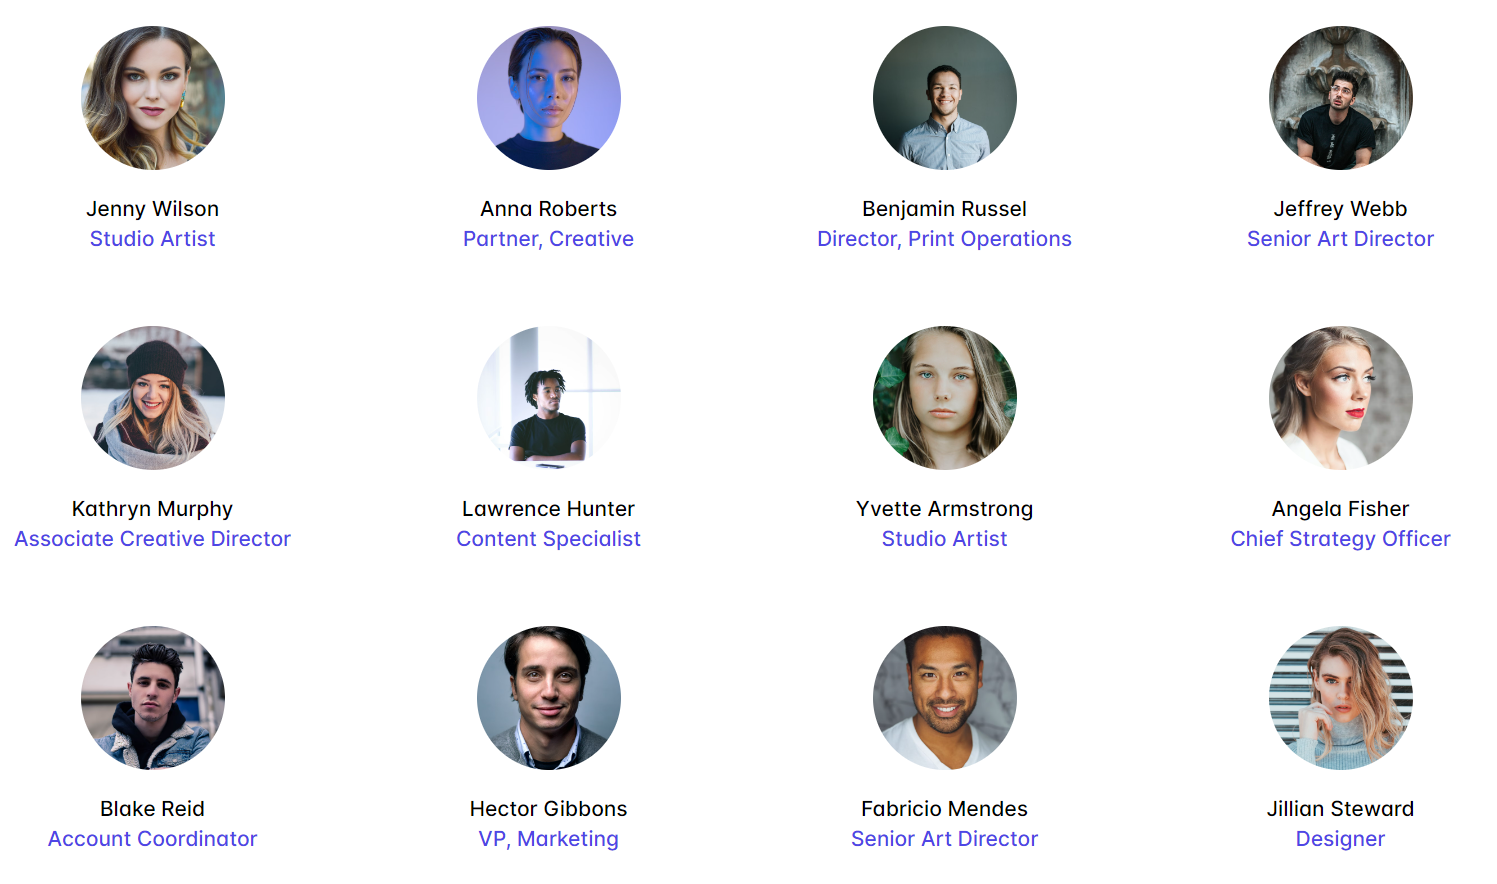 Jenny Wilson
Studio Artist
Anna Roberts
Partner, Creative
Benjamin Russel
Director, Print Operations
Jeffrey Webb
Senior Art Director
Kathryn Murphy
Associate Creative Director
Lawrence Hunter
Content Specialist
Yvette Armstrong
Studio Artist
Angela Fisher
Chief Strategy Officer
Blake Reid
Account Coordinator
Hector Gibbons
VP, Marketing
Fabricio Mendes
Senior Art Director
Jillian Steward
Designer